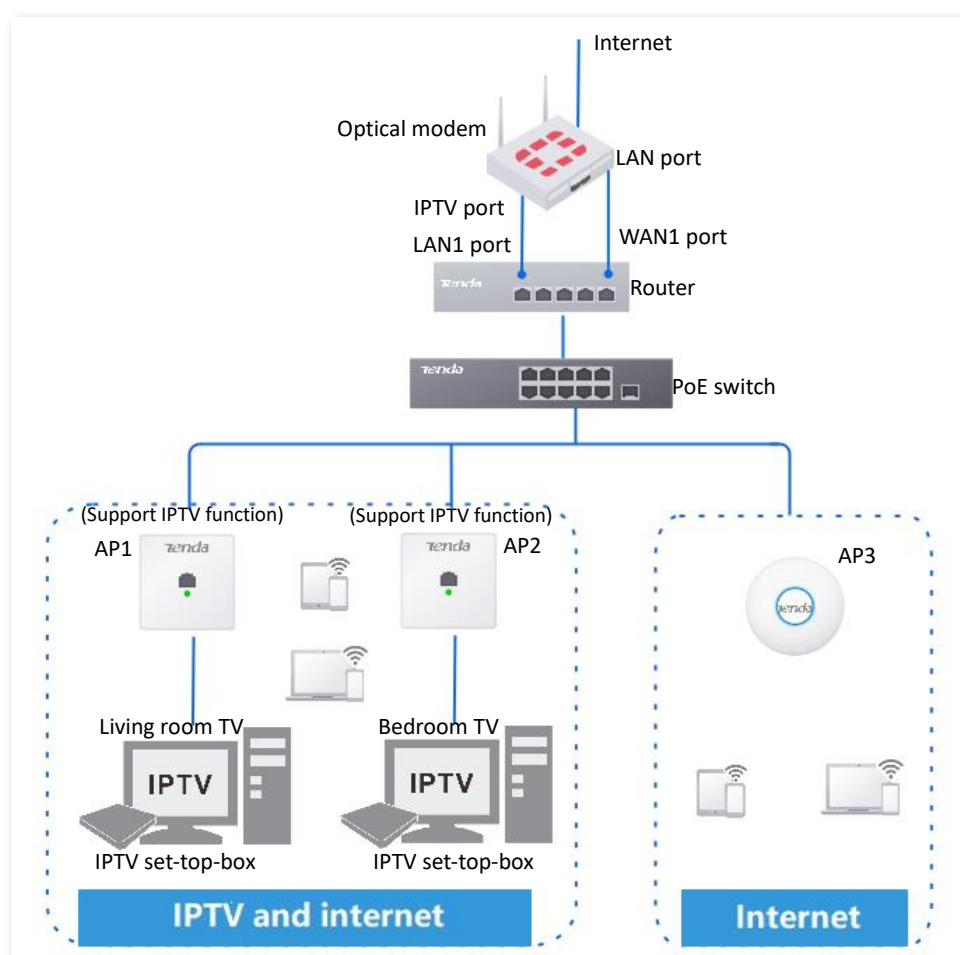 Internet
Optical modem
LAN port
IPTV port
LAN1 port
WAN1 port
Tenda
Router
Tenda
PoE switch
(Support IPTV function)
(Support IPTV function)
AP1
Tenda
Tenda
AP2
AP3
Tenda
Living room TV
Bedroom TV
IPTV
IPTV
IPTV set-top-box
IPTV set-top-box
IPTV and internet
Internet